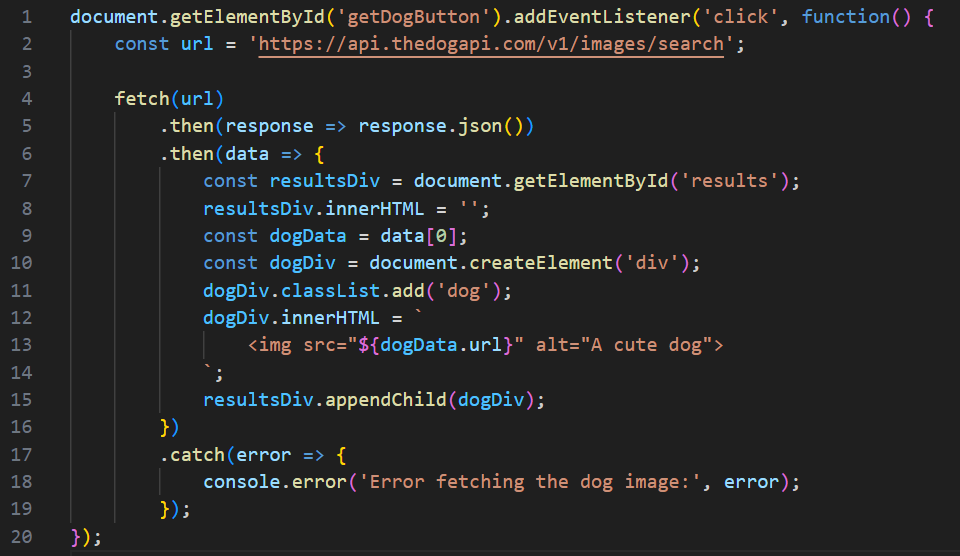 1 document.getElementById('getDogButton').addEventListener('click', function() {
2     const url = 'https://api.thedogapi.com/v1/images/search';
3
4     fetch(url)
5         .then(response => response.json())
6         .then(data => {
7             const resultsDiv = document.getElementById('results');
8             resultsDiv.innerHTML = '';
9             const dogData = data[0];
10             const dogDiv = document.createElement('div');
11             dogDiv.classList.add('dog');
12             dogDiv.innerHTML = `
13                 <img src="${dogData.url}" alt="A cute dog">
14             `;
15             resultsDiv.appendChild(dogDiv);
16         })
17         .catch(error => {
18             console.error('Error fetching the dog image:', error);
19         });
20 });